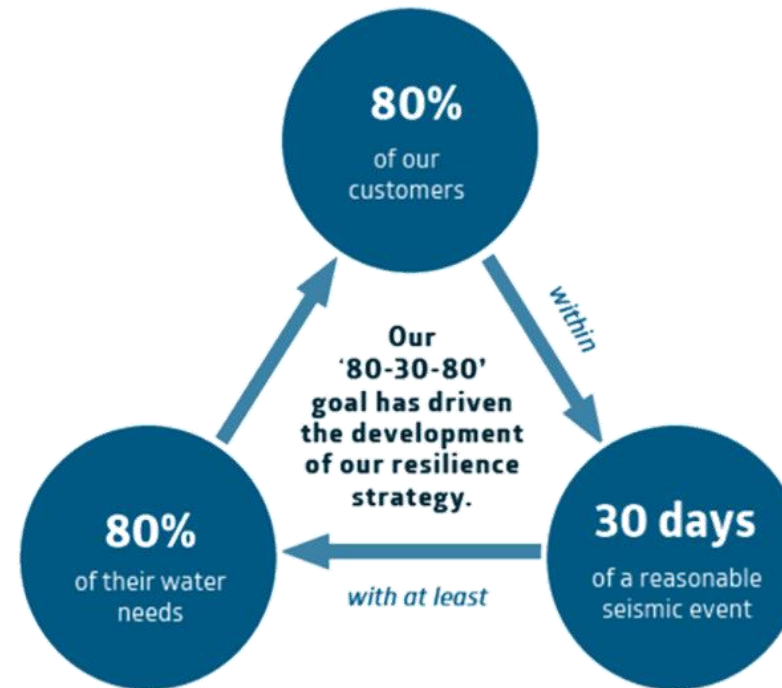 80%
of our
customers
within
Our
‘80-30-80’
goal has driven
the development
of our resilience
strategy.
30 days
of a reasonable
seismic event
with at least
80%
of their water
needs